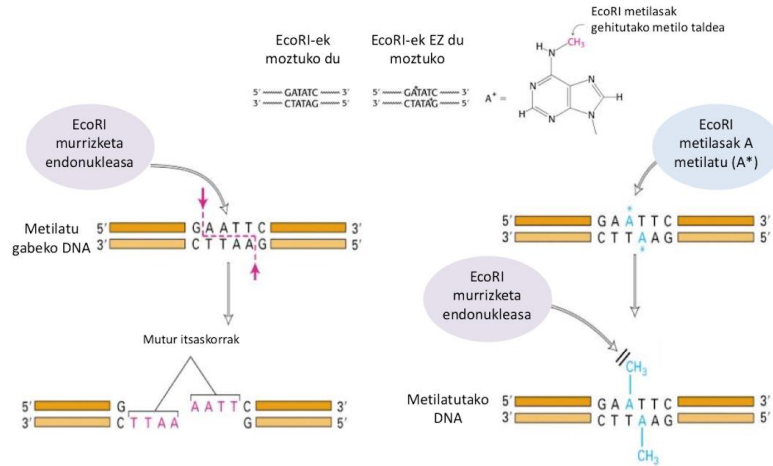 EcoRI metilasak
gehitutako metilo taldea
EcoRI-ek
moztuko du
EcoRI-ek EZ du
moztuko
H
N
CH₃
5' GATATC 3'
3' CTATAG 5'
5' GATATC 3'
3' CTATAG 5'
A* =
N
N
N
N
H
H
EcoRI
murrizketa
endonukleasa
EcoRI
metilasak A
metilatu (A*)
Metilatu
gabeko DNA
5' G A A T T C 3'
3' C T T A A G 5'
*
5' G A A T T C 3'
3' C T T A A G 5'
*
EcoRI
murrizketa
endonukleasa
Mutur itsaskorrak
5' G A A T T C 3'
3' C T T A A G 5'
Metilatutako
DNA
CH₃
5' G A A T T C 3'
3' C T T A A G 5'
CH₃